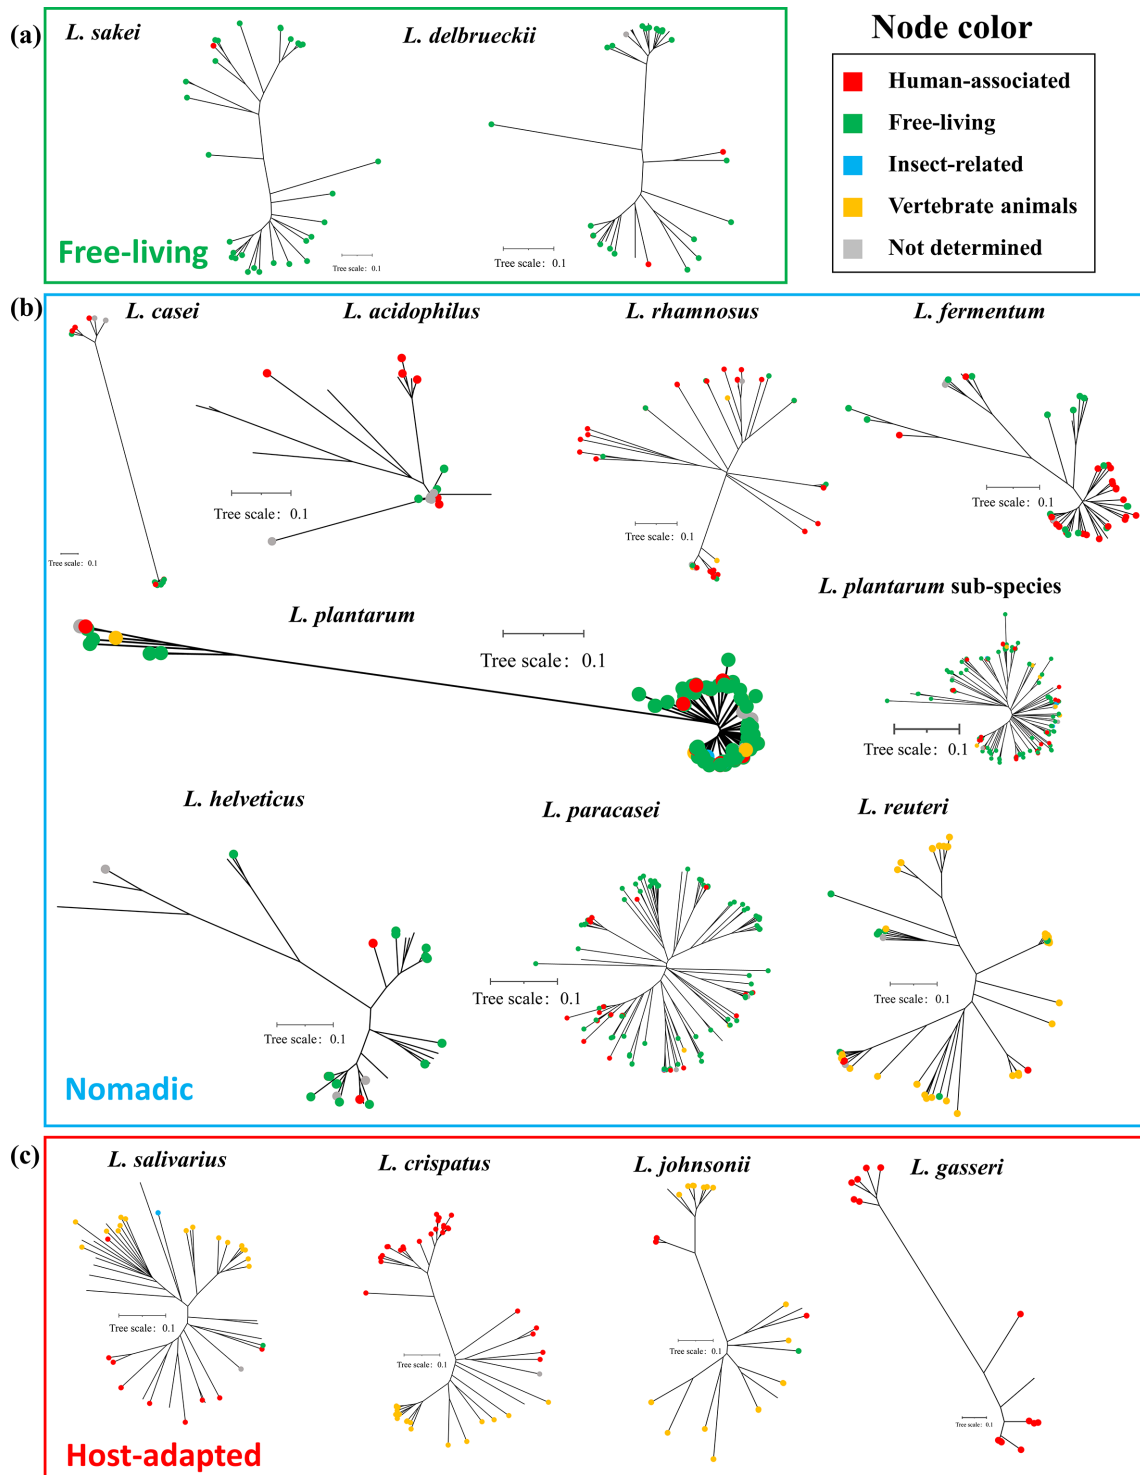 (a)
L. sakei
L. delbrueckii
Tree scale: 0.1
Tree scale: 0.1
Free-living
Node color
Human-associated
Free-living
Insect-related
Vertebrate animals
Not determined
(b)
L. casei
L. acidophilus
L. rhamnosus
L. fermentum
Tree scale: 0.1
Tree scale: 0.1
Tree scale: 0.1
Tree scale: 0.1
L. plantarum
L. plantarum sub-species
Tree scale: 0.1
Tree scale: 0.1
L. helveticus
L. paracasei
L. reuteri
Tree scale: 0.1
Tree scale: 0.1
Tree scale: 0.1
Nomadic
(c)
L. salivarius
L. crispatus
L. johnsonii
L. gasseri
Tree scale: 0.1
Tree scale: 0.1
Tree scale: 0.1
Tree scale: 0.1
Host-adapted